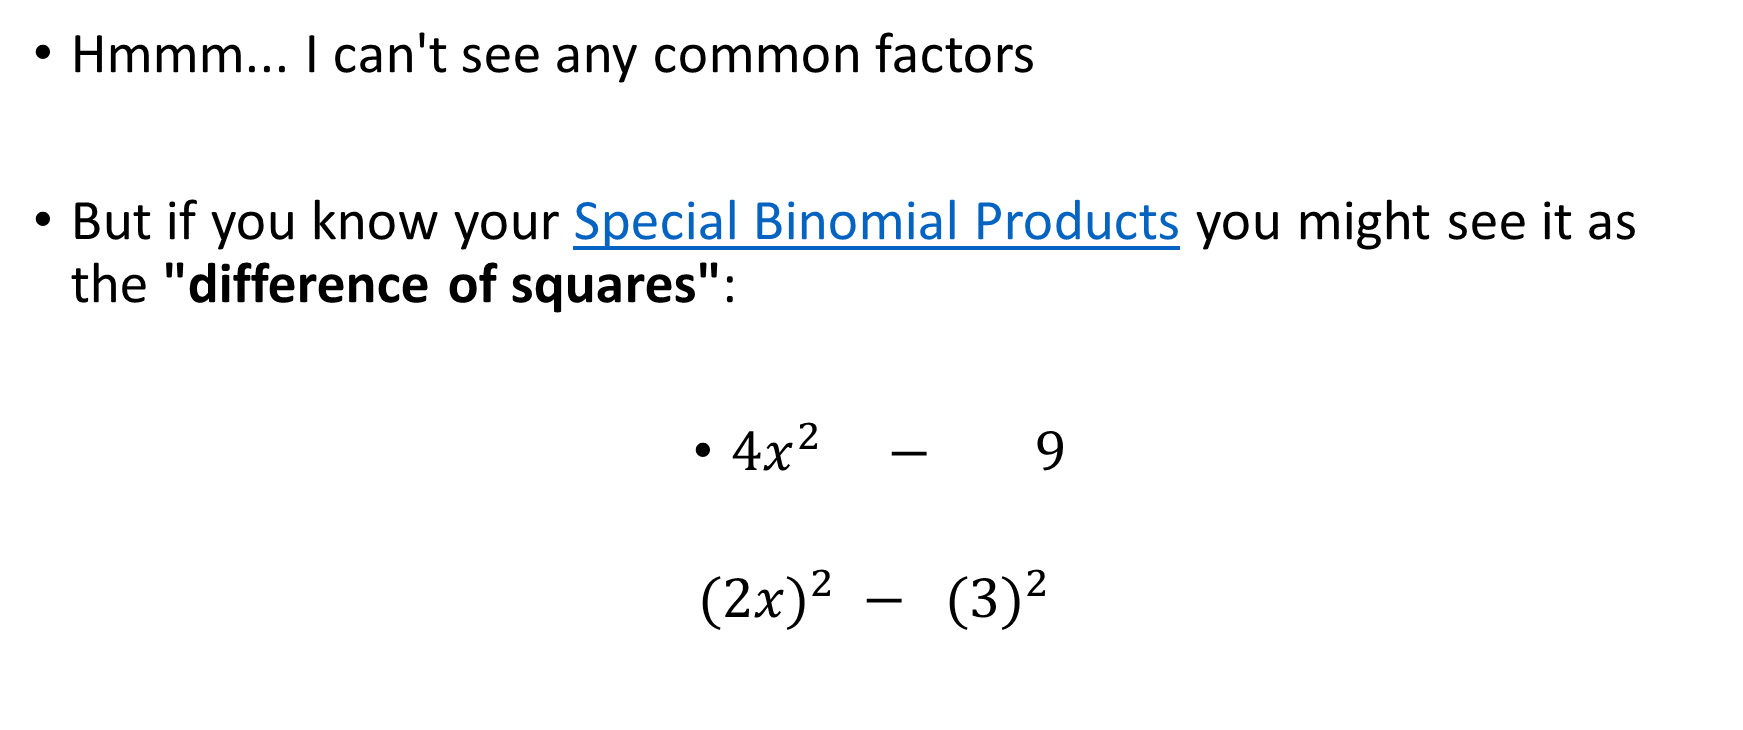 • Hmmm... I can't see any common factors
• But if you know your Special Binomial Products you might see it as
the "difference of squares":
• 4x² − 9
(2x)² − (3)²